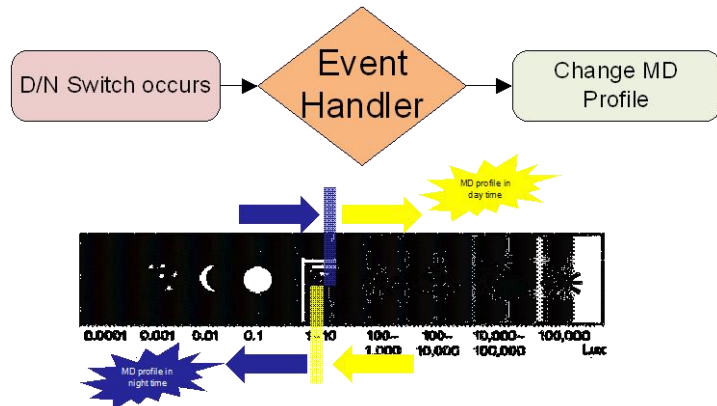 D/N Switch occurs
Event
Handler
Change MD
Profile
MD profile in
day time
0.0001 0.001 0.01 0.1 10 100~ 100~ 10,000~ 100,000
1,000 10,000 100,000 Lux
MD profile in
night time